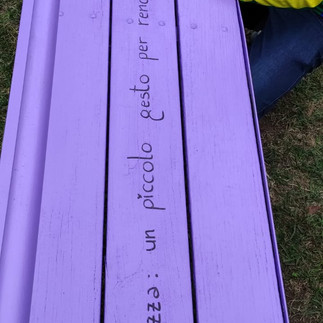 un piccolo gesto per